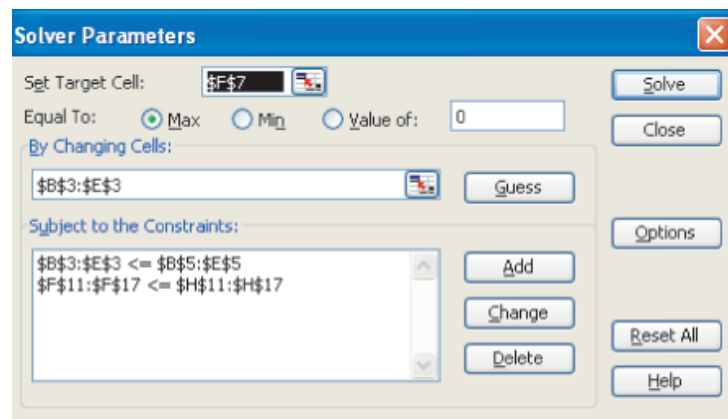 Solver Parameters
Set Target Cell: $F$7 Solve
Equal To: Max Min Value of: 0 Close
By Changing Cells:
$B$3:$E$3 Guess
Subject to the Constraints: Options
$B$3:$E$3 <= $B$5:$E$5 Add
$F$11:$F$17 <= $H$11:$H$17
Change
Reset All
Delete
Help